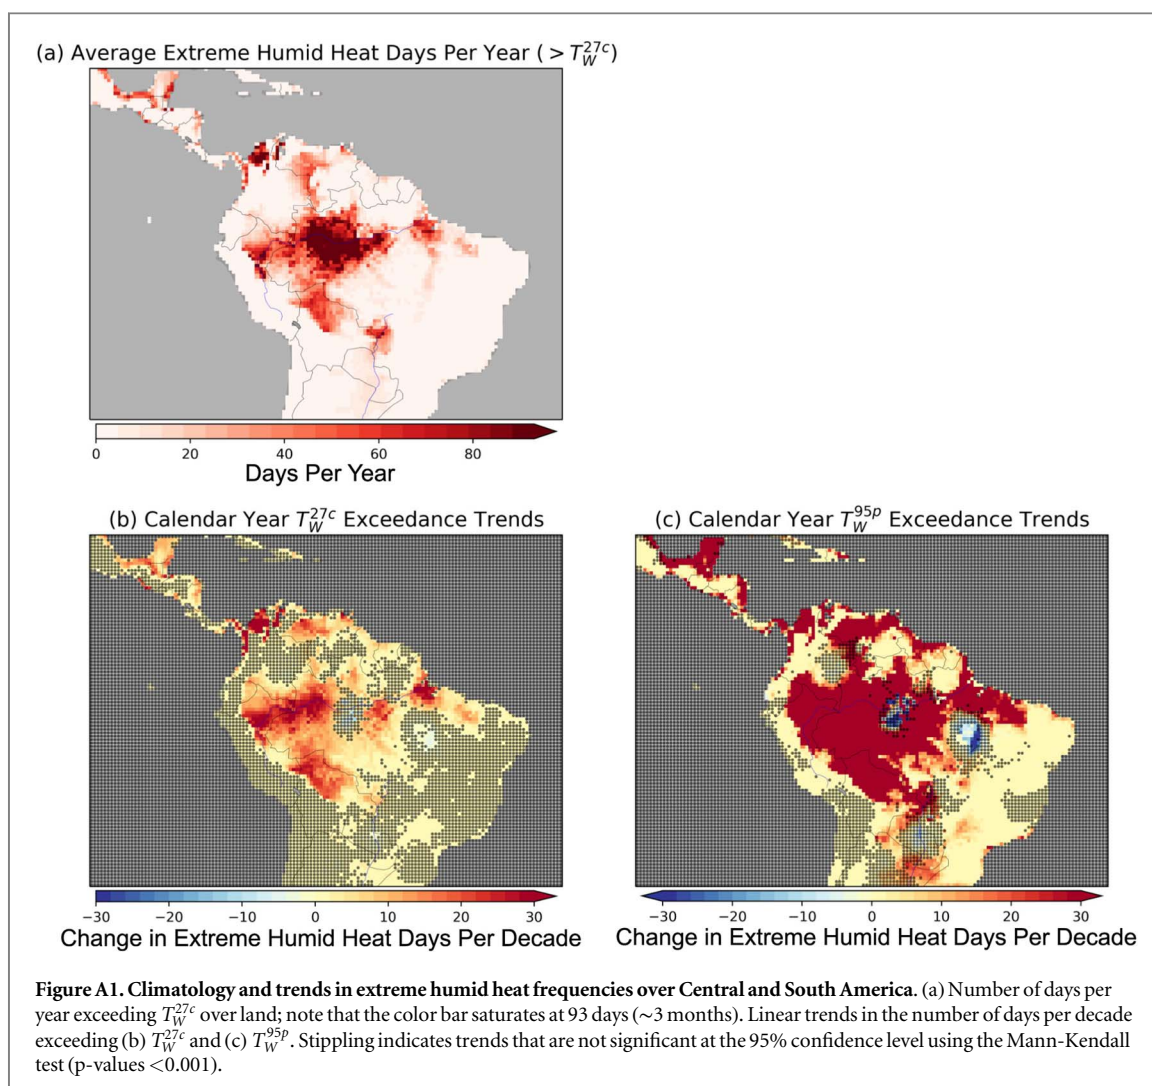 (a) Average Extreme Humid Heat Days Per Year ( > T_W^{27c})
0 20 40 60 80
Days Per Year
(b) Calendar Year T_W^{27c} Exceedance Trends
(c) Calendar Year T_W^{95p} Exceedance Trends
−30 −20 −10 0 10 20 30
Change in Extreme Humid Heat Days Per Decade
−30 −20 −10 0 10 20 30
Change in Extreme Humid Heat Days Per Decade
Figure A1. Climatology and trends in extreme humid heat frequencies over Central and South America. (a) Number of days per
year exceeding T_W^{27c} over land; note that the color bar saturates at 93 days (~3 months). Linear trends in the number of days per decade
exceeding (b) T_W^{27c} and (c) T_W^{95p}. Stippling indicates trends that are not significant at the 95% confidence level using the Mann-Kendall
test (p-values <0.001).